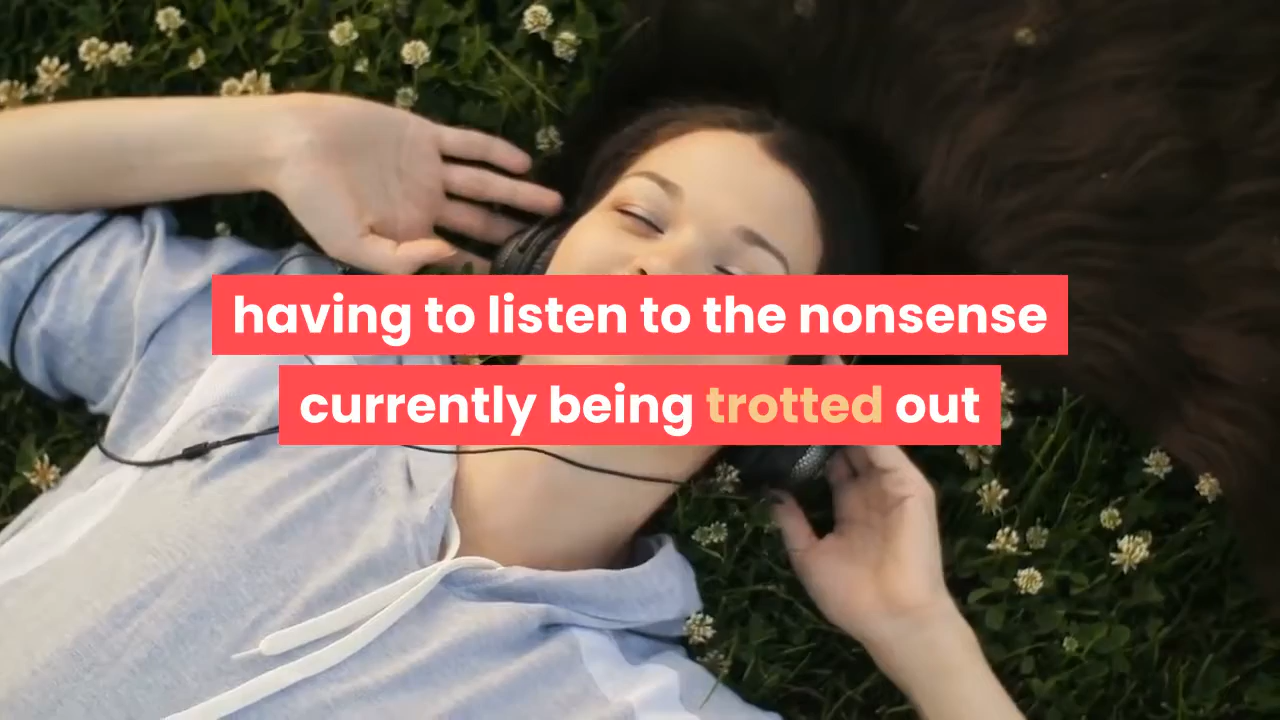 having to listen to the nonsense
currently being trotted out